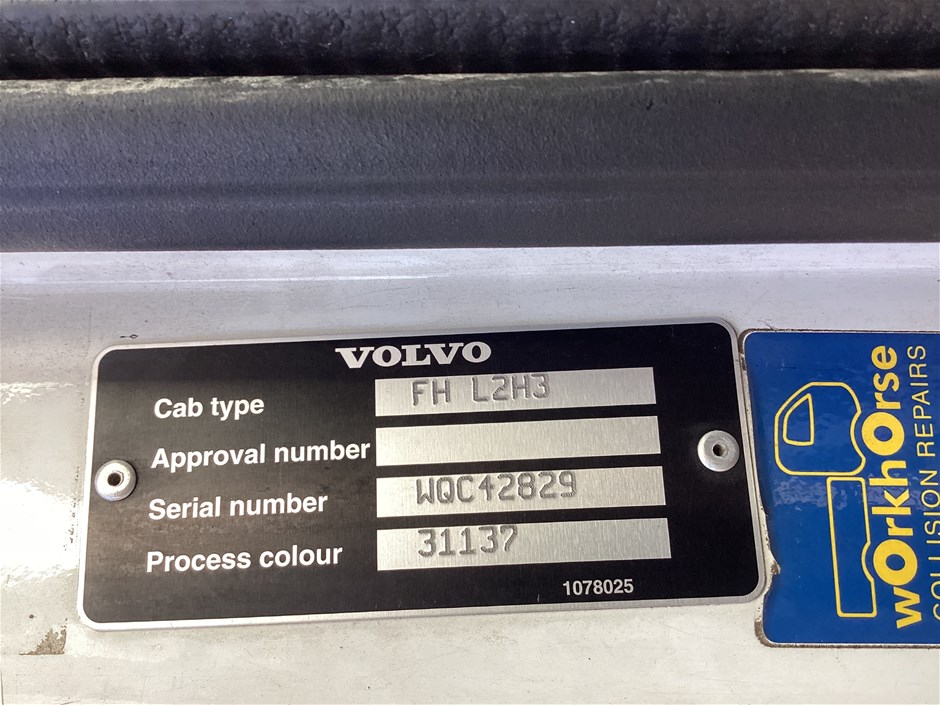 VOLVO
Cab type FH L2H3
Approval number
Serial number WQC42829
Process colour 31137
1078025
wOrkhOrse
COLLISION REPAIRS